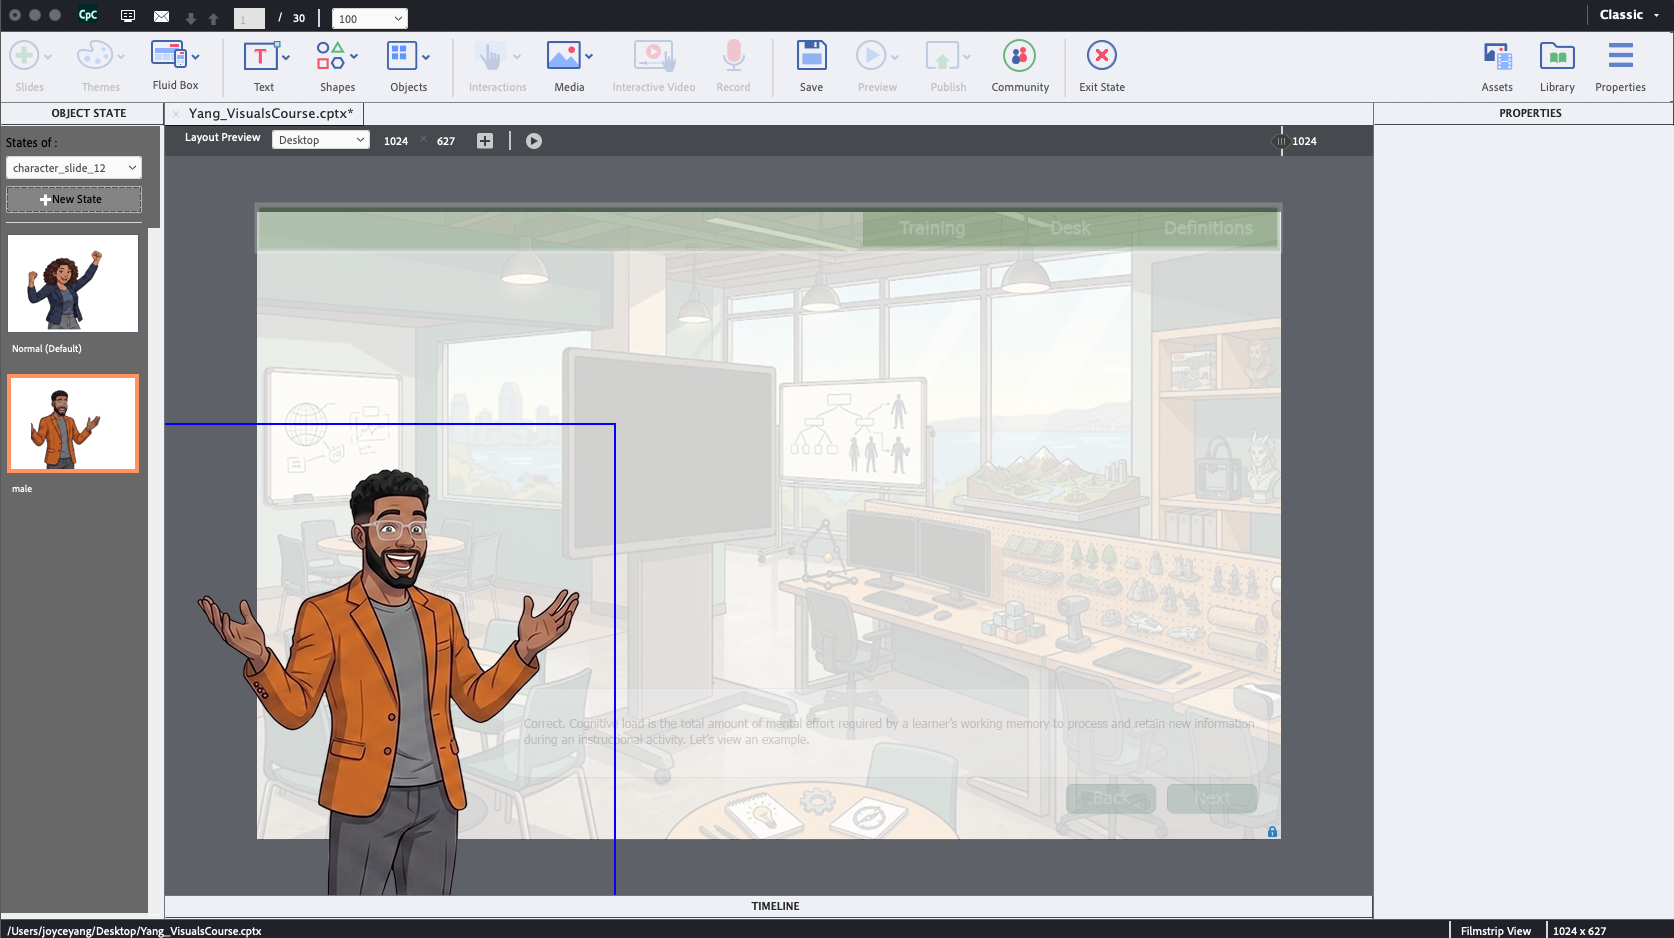 CpC
1 / 30
100
Classic
Slides
Themes
Fluid Box
Text
Shapes
Objects
Interactions
Media
Interactive Video
Record
Save
Preview
Publish
Community
Exit State
Assets
Library
Properties
OBJECT STATE
× Yang_VisualsCourse.cptx*
PROPERTIES
States of :
character_slide_12
+New State
Layout Preview
Desktop
1024 × 627
1024
Training
Desk
Definitions
Normal (Default)
male
Correct. Cognitive load is the total amount of mental effort required by a learner's working memory to process and retain new information
during an instructional activity. Let's view an example.
Back
Next
TIMELINE
/Users/joyceyang/Desktop/Yang_VisualsCourse.cptx
Filmstrip View
1024 x 627